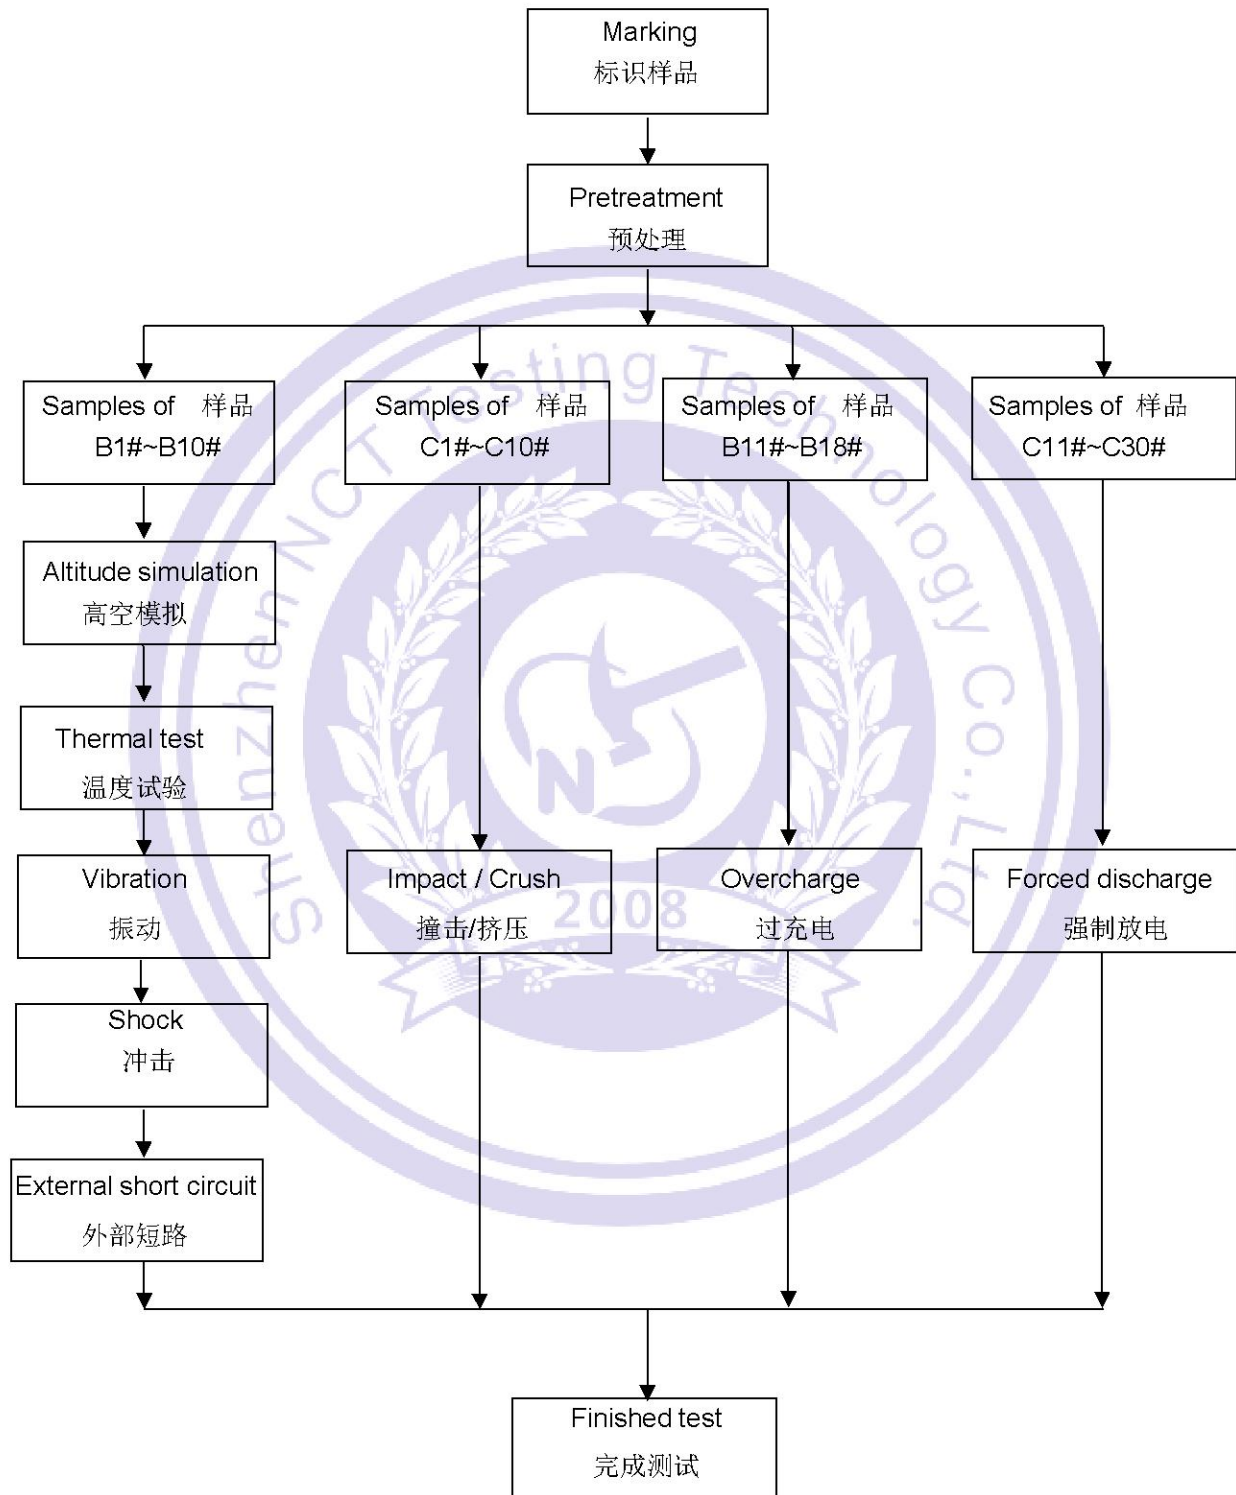 Marking
标识样品
Pretreatment
预处理
Samples of 样品
B1#~B10#
Samples of 样品
C1#~C10#
Samples of 样品
B11#~B18#
Samples of 样品
C11#~C30#
Altitude simulation
高空模拟
Thermal test
温度试验
Vibration
振动
Impact / Crush
撞击/挤压
Overcharge
过充电
Forced discharge
强制放电
Shock
冲击
External short circuit
外部短路
Finished test
完成测试
Shenzhen NCT Testing Technology Co.,Ltd.
N
2008